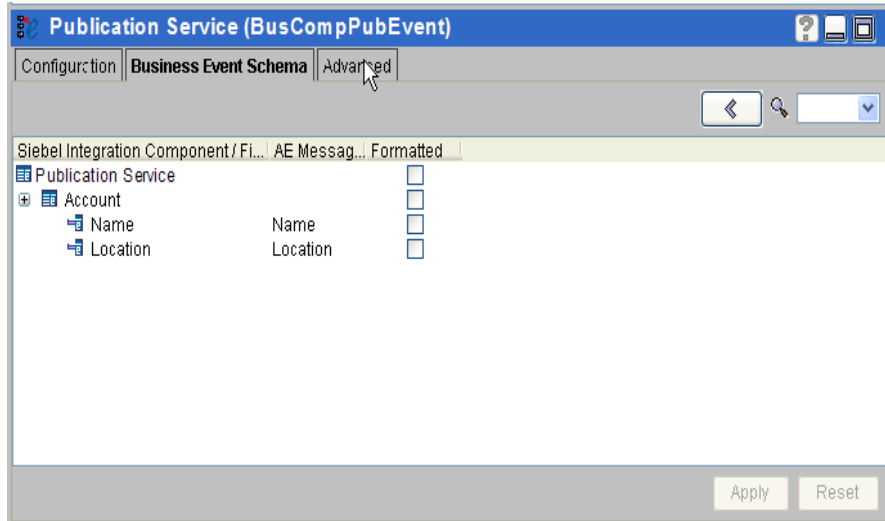 Publication Service (BusCompPubEvent)
?
Configurction Business Event Schema Advanced
Siebel Integration Component / Fi... AE Messag... Formatted
Publication Service
Account
Name Name
Location Location
Apply Reset